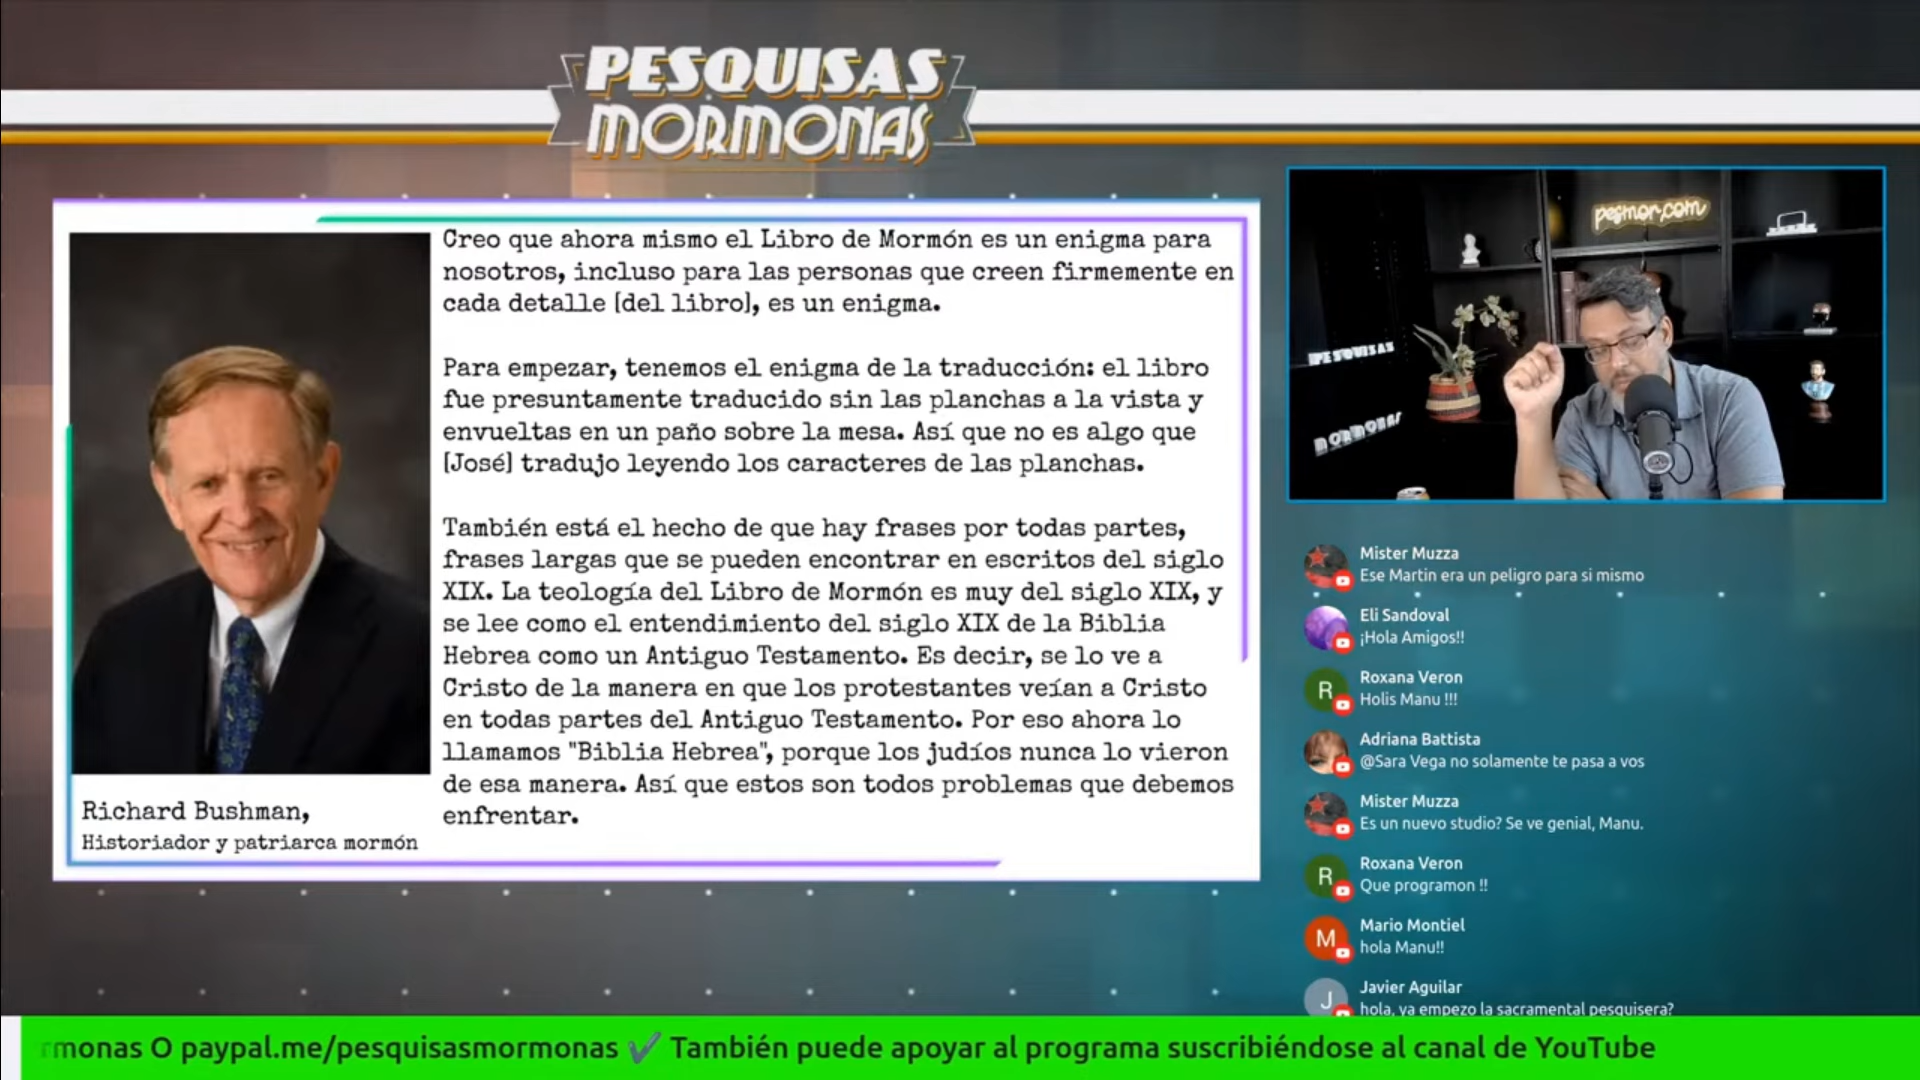 PESQUISAS
MORMONAS
Creo que ahora mismo el Libro de Mormón es un enigma para
nosotros, incluso para las personas que creen firmemente en
cada detalle [del libro], es un enigma.
Para empezar, tenemos el enigma de la traducción: el libro
fue presuntamente traducido sin las planchas a la vista y
envueltas en un paño sobre la mesa. Así que no es algo que
[José] tradujo leyendo los caracteres de las planchas.
También está el hecho de que hay frases por todas partes,
frases largas que se pueden encontrar en escritos del siglo
XIX. La teología del Libro de Mormón es muy del siglo XIX, y
se lee como el entendimiento del siglo XIX de la Biblia
Hebrea como un Antiguo Testamento. Es decir, se lo ve a
Cristo de la manera en que los protestantes veían a Cristo
en todas partes del Antiguo Testamento. Por eso ahora lo
llamamos "Biblia Hebrea", porque los judíos nunca lo vieron
de esa manera. Así que estos son todos problemas que debemos
enfrentar.
Richard Bushman,
Historiador y patriarca mormón
pesmor.com
PESQUISAS
MORMONAS
Mister Muzza
Ese Martin era un peligro para si mismo
Eli Sandoval
¡Hola Amigos!!
R
Roxana Veron
Holis Manu !!!
Adriana Battista
@Sara Vega no solamente te pasa a vos
Mister Muzza
Es un nuevo studio? Se ve genial, Manu.
R
Roxana Veron
Que programon !!
M
Mario Montiel
hola Manu!!
J
Javier Aguilar
hola, ya empezo la sacramental pesquisera?
rmonas O paypal.me/pesquisasmormonas ✔ También puede apoyar al programa suscribiéndose al canal de YouTube